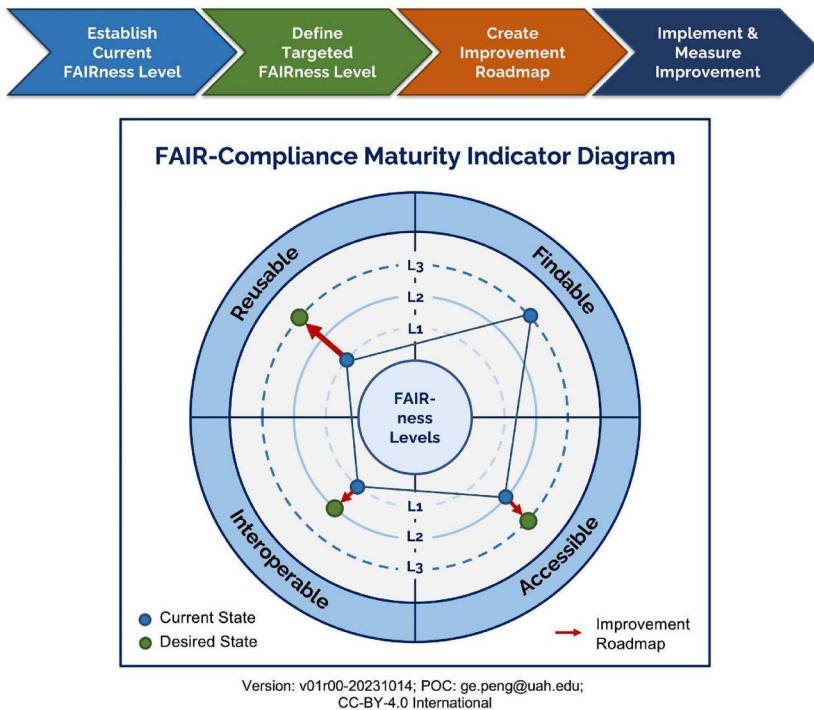 Establish
Current
FAIRness Level
Define
Targeted
FAIRness Level
Create
Improvement
Roadmap
Implement &
Measure
Improvement
FAIR-Compliance Maturity Indicator Diagram
Reusable
Findable
L3
L2
L1
FAIR-
ness
Levels
L1
L2
L3
Interoperable
Accessible
Current State
Desired State
Improvement
Roadmap
Version: v01r00-20231014; POC: ge.peng@uah.edu;
CC-BY-4.0 International